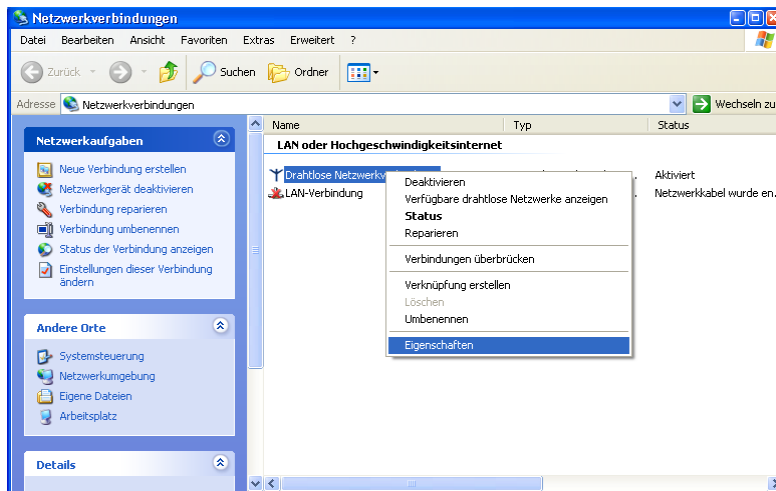 Netzwerkverbindungen
Datei Bearbeiten Ansicht Favoriten Extras Erweitert ?
Zurück Suchen Ordner
Adresse Netzwerkverbindungen Wechseln zu
Netzwerkaufgaben
Neue Verbindung erstellen
Netzwerkgerät deaktivieren
Verbindung reparieren
Verbindung umbenennen
Status der Verbindung anzeigen
Einstellungen dieser Verbindung
ändern
Andere Orte
Systemsteuerung
Netzwerkumgebung
Eigene Dateien
Arbeitsplatz
Details
Name Typ Status
LAN oder Hochgeschwindigkeitsinternet
Drahtlose Aktiviert
LAN-Verbindung Netzwerkkabel wurde en.
Deaktivieren
Verfügbare drahtlose Netzwerke anzeigen
Status
Reparieren
Verbindungen überbrücken
Verknüpfung erstellen
Löschen
Umbenennen
Eigenschaften